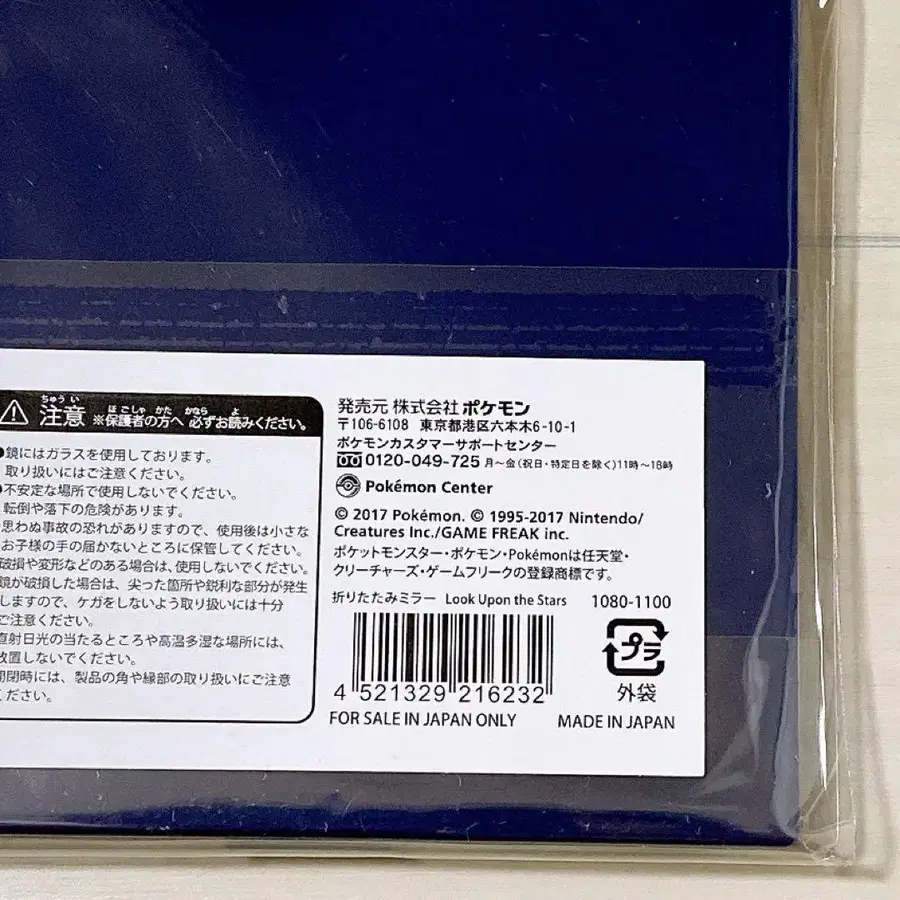 注意 ※保護者の方へ 必ずお読みください。
ちゅうい ほごしゃ かた かなら よ
●鏡にはガラスを使用しております。
取り扱いにはご注意ください。
●不安定な場所で使用しないでください。
転倒や落下の危険があります。
思わぬ事故の恐れがありますので、使用後は小さな
お子様の手の届かないところに保管してください。
破損や変形などのある場合は、使用しないでください。
鏡が破損した場合は、尖った箇所や鋭利な部分が発生
しますので、ケガをしないよう取り扱いには十分
ご注意ください。
直射日光の当たるところや高温多湿な場所には、
放置しないでください。
開閉時には、製品の角や縁部の取り扱いにご注意
ください。
発売元 株式会社 ポケモン
〒106-6108 東京都港区六本木6-10-1
ポケモンカスタマーサポートセンター
0120-049-725 月〜金(祝日・特定日を除く)11時〜18時
Pokémon Center
© 2017 Pokémon. © 1995-2017 Nintendo/
Creatures Inc./GAME FREAK inc.
ポケットモンスター・ポケモン・Pokémonは任天堂・
クリーチャーズ・ゲームフリークの登録商標です。
折りたたみミラー Look Upon the Stars 1080-1100
4 521329 216232
プラ
外袋
FOR SALE IN JAPAN ONLY MADE IN JAPAN